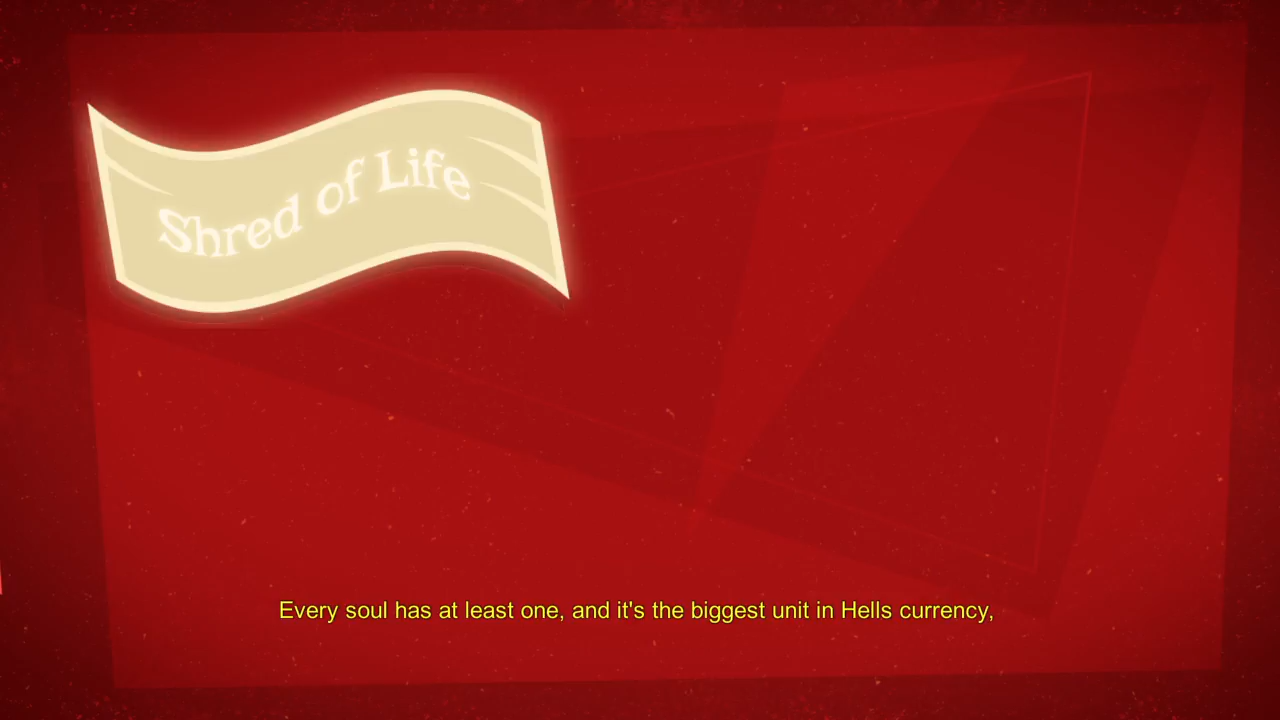 Shred of Life
Every soul has at least one, and it's the biggest unit in Hells currency,